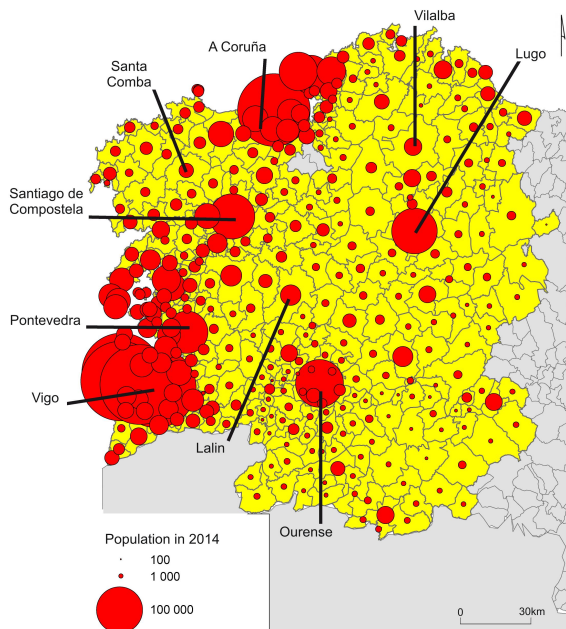 Vilalba
A Coruña
Lugo
Santa
Comba
Santiago de
Compostela
Pontevedra
Vigo
Lalin
Ourense
Population in 2014
100
1 000
100 000
0 30km